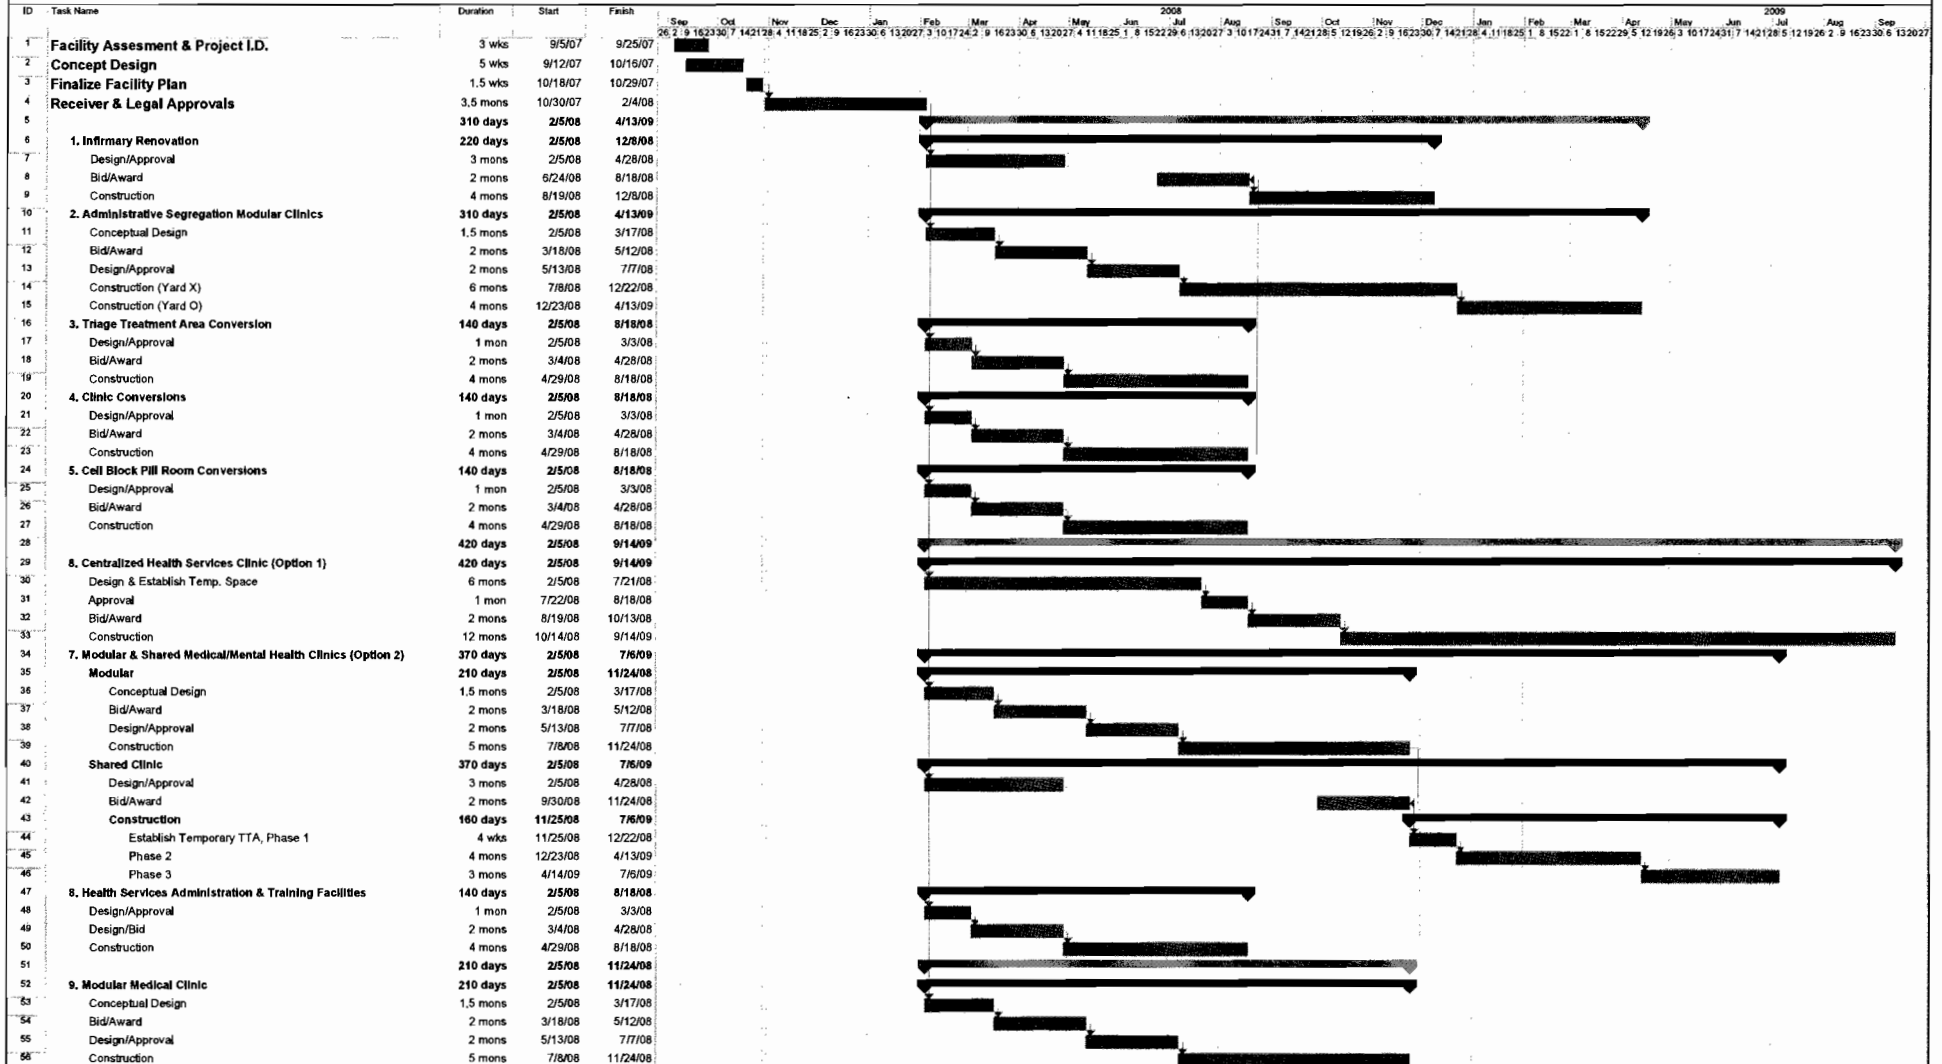 ID Task Name Duration Start Finish
2008 2009
Sep Oct Nov Dec Jan Feb Mar Apr May Jun Jul Aug Sep Oct Nov Dec Jan Feb Mar Apr May Jun Jul Aug Sep
1 Facility Assesment & Project I.D. 3 wks 9/5/07 9/25/07
2 Concept Design 5 wks 9/12/07 10/16/07
3 Finalize Facility Plan 1.5 wks 10/18/07 10/29/07
4 Receiver & Legal Approvals 3.5 mons 10/30/07 2/4/08
5 310 days 2/5/08 4/13/09
6 1. Infirmary Renovation 220 days 2/5/08 12/8/08
7 Design/Approval 3 mons 2/5/08 4/28/08
8 Bid/Award 2 mons 6/24/08 8/18/08
9 Construction 4 mons 8/19/08 12/8/08
10 2. Administrative Segregation Modular Clinics 310 days 2/5/08 4/13/09
11 Conceptual Design 1.5 mons 2/5/08 3/17/08
12 Bid/Award 2 mons 3/18/08 5/12/08
13 Design/Approval 2 mons 5/13/08 7/7/08
14 Construction (Yard X) 6 mons 7/8/08 12/22/08
15 Construction (Yard O) 4 mons 12/23/08 4/13/09
16 3. Triage Treatment Area Conversion 140 days 2/5/08 8/18/08
17 Design/Approval 1 mon 2/5/08 3/3/08
18 Bid/Award 2 mons 3/4/08 4/28/08
19 Construction 4 mons 4/29/08 8/18/08
20 4. Clinic Conversions 140 days 2/5/08 8/18/08
21 Design/Approval 1 mon 2/5/08 3/3/08
22 Bid/Award 2 mons 3/4/08 4/28/08
23 Construction 4 mons 4/29/08 8/18/08
24 5. Cell Block Pill Room Conversions 140 days 2/5/08 8/18/08
25 Design/Approval 1 mon 2/5/08 3/3/08
26 Bid/Award 2 mons 3/4/08 4/28/08
27 Construction 4 mons 4/29/08 8/18/08
28 420 days 2/5/08 9/14/09
29 8. Centralized Health Services Clinic (Option 1) 420 days 2/5/08 9/14/09
30 Design & Establish Temp. Space 6 mons 2/5/08 7/21/08
31 Approval 1 mon 7/22/08 8/18/08
32 Bid/Award 2 mons 8/19/08 10/13/08
33 Construction 12 mons 10/14/08 9/14/09
34 7. Modular & Shared Medical/Mental Health Clinics (Option 2) 370 days 2/5/08 7/6/09
35 Modular 210 days 2/5/08 11/24/08
36 Conceptual Design 1.5 mons 2/5/08 3/17/08
37 Bid/Award 2 mons 3/18/08 5/12/08
38 Design/Approval 2 mons 5/13/08 7/7/08
39 Construction 5 mons 7/8/08 11/24/08
40 Shared Clinic 370 days 2/5/08 7/6/09
41 Design/Approval 3 mons 2/5/08 4/28/08
42 Bid/Award 2 mons 9/30/08 11/24/08
43 Construction 160 days 11/25/08 7/6/09
44 Establish Temporary TTA, Phase 1 4 wks 11/25/08 12/22/08
45 Phase 2 4 mons 12/23/08 4/13/09
46 Phase 3 3 mons 4/14/09 7/6/09
47 8. Health Services Administration & Training Facilities 140 days 2/5/08 8/18/08
48 Design/Approval 1 mon 2/5/08 3/3/08
49 Design/Bid 2 mons 3/4/08 4/28/08
50 Construction 4 mons 4/29/08 8/18/08
51 210 days 2/5/08 11/24/08
52 9. Modular Medical Clinic 210 days 2/5/08 11/24/08
53 Conceptual Design 1.5 mons 2/5/08 3/17/08
54 Bid/Award 2 mons 3/18/08 5/12/08
55 Design/Approval 2 mons 5/13/08 7/7/08
56 Construction 5 mons 7/8/08 11/24/08